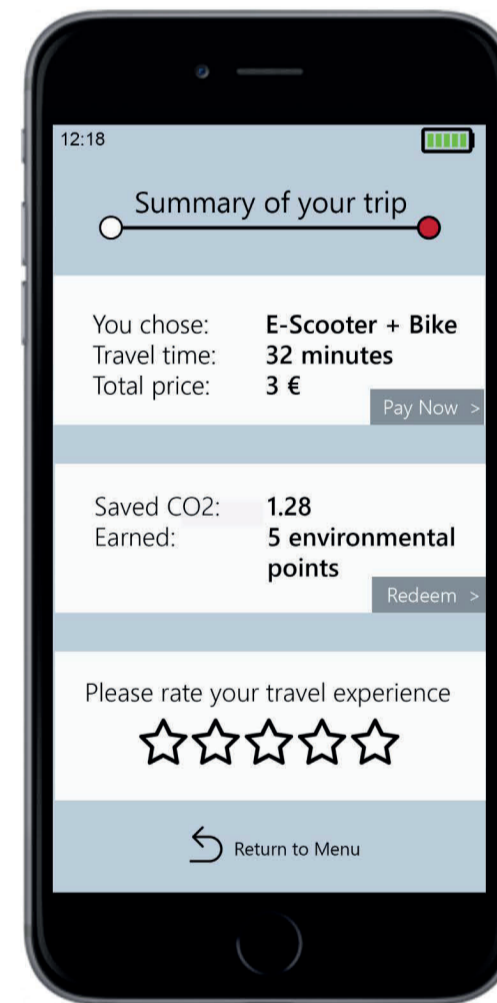 12:18
Summary of your trip
You chose: E-Scooter + Bike
Travel time: 32 minutes
Total price: 3 €
Pay Now >
Saved CO2: 1.28
Earned: 5 environmental
points
Redeem >
Please rate your travel experience
Return to Menu